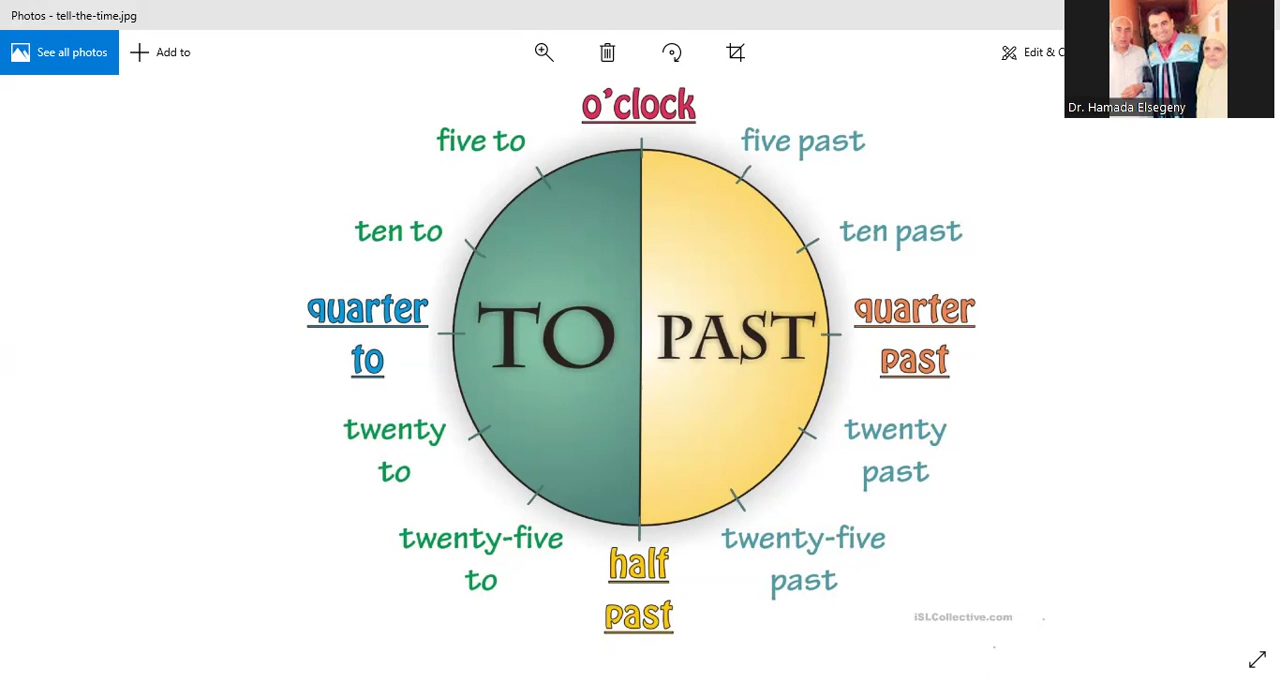 Photos - tell-the-time.jpg
See all photos
Add to
Dr. Hamada Elsegeny
o'clock
five to
five past
ten to
ten past
quarter
to
TO
PAST
quarter
past
twenty
to
twenty
past
twenty-five
to
half
past
twenty-five
past
iSLCollective.com